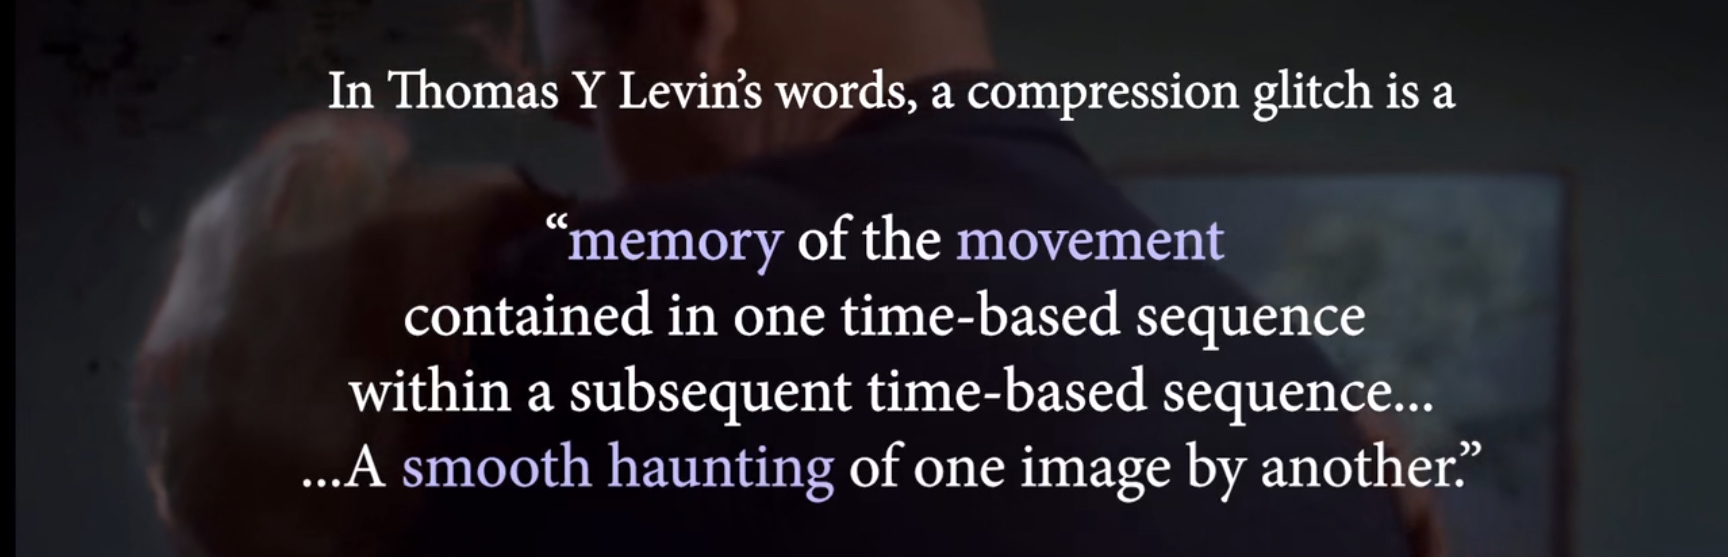 In Thomas Y Levin’s words, a compression glitch is a
“memory of the movement
contained in one time-based sequence
within a subsequent time-based sequence...
...A smooth haunting of one image by another.”